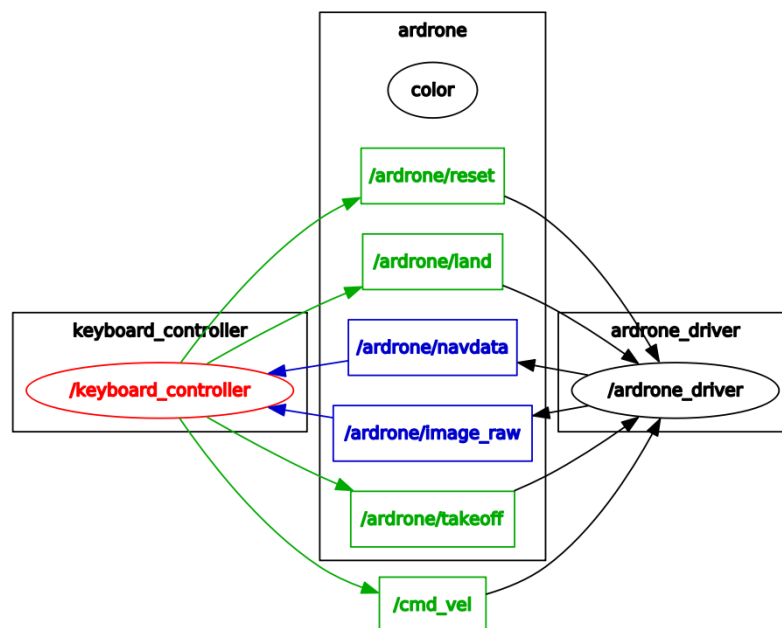 ardrone
color
/ardrone/reset
/ardrone/land
keyboard_controller
ardrone_driver
/ardrone/navdata
/keyboard_controller
/ardrone_driver
/ardrone/image_raw
/ardrone/takeoff
/cmd_vel